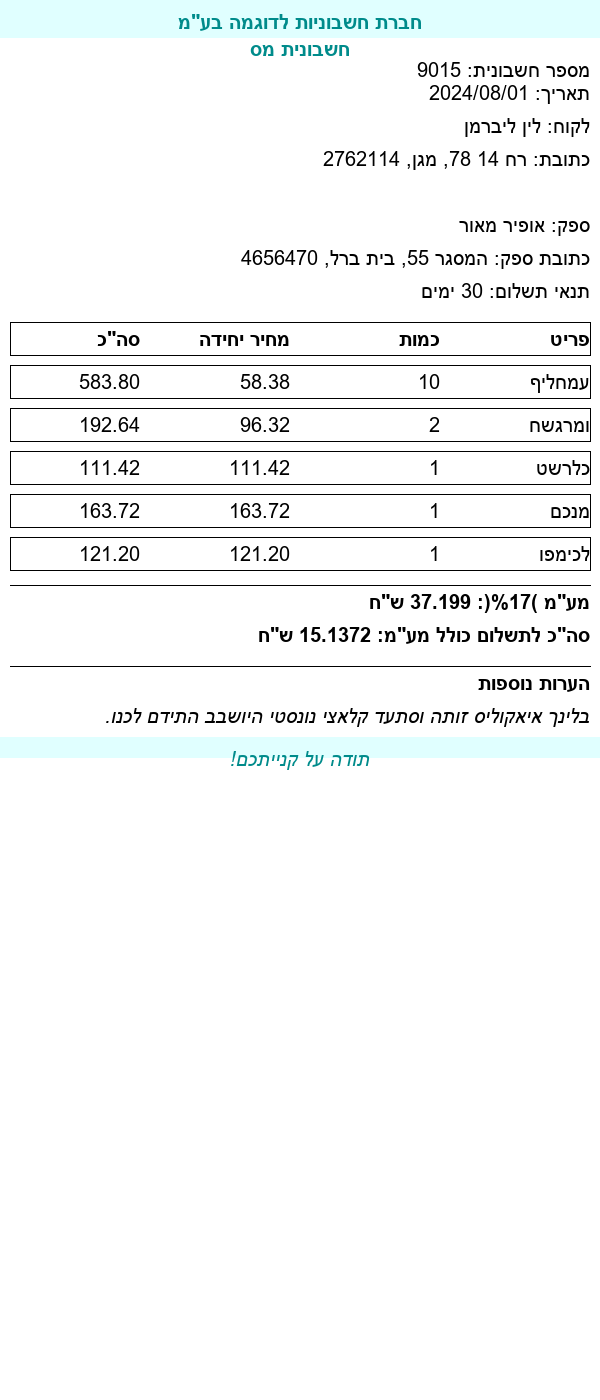 חברת חשבוניות לדוגמה בע"מ
חשבונית מס
מספר חשבונית: 9015
תאריך: 2024/08/01
לקוח: לין ליברמן
כתובת: רח 14 78, מגן, 2762114
ספק: אופיר מאור
כתובת ספק: המסגר 55, בית ברל, 4656470
תנאי תשלום: 30 ימים
פריט כמות מחיר יחידה סה"כ
עמחליף 10 58.38 583.80
ומרגשח 2 96.32 192.64
כלרשט 1 111.42 111.42
מנכם 1 163.72 163.72
לכימפו 1 121.20 121.20
מע"מ )17%(: 37.199 ש"ח
סה"כ לתשלום כולל מע"מ: 15.1372 ש"ח
הערות נוספות
בלינך איאקוליס זותה וסתעד קלאצי נונסטי היושבב התידם לכנו.
תודה על קנייתכם!